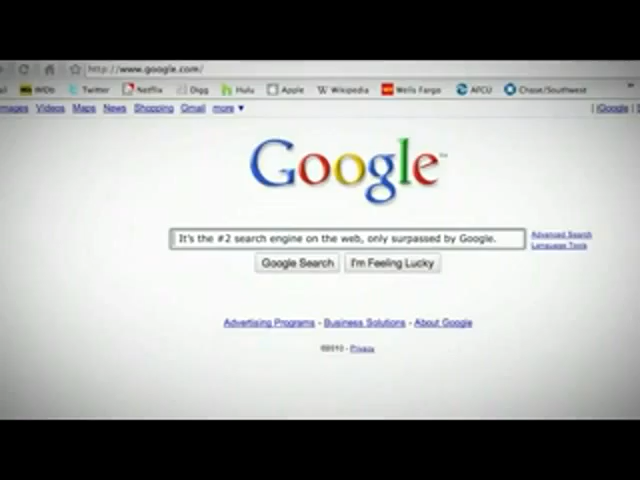 http://www.google.com/
IMDb Twitter Netflix Digg Hulu Apple Wikipedia Wells Fargo AFCU Chase/Southwest
Images Videos Maps News Shopping Gmail more ▼ | iGoogle |
Google™
It's the #2 search engine on the web, only surpassed by Google.
Advanced Search
Language Tools
Google Search I'm Feeling Lucky
Advertising Programs - Business Solutions - About Google
©2010 - Privacy